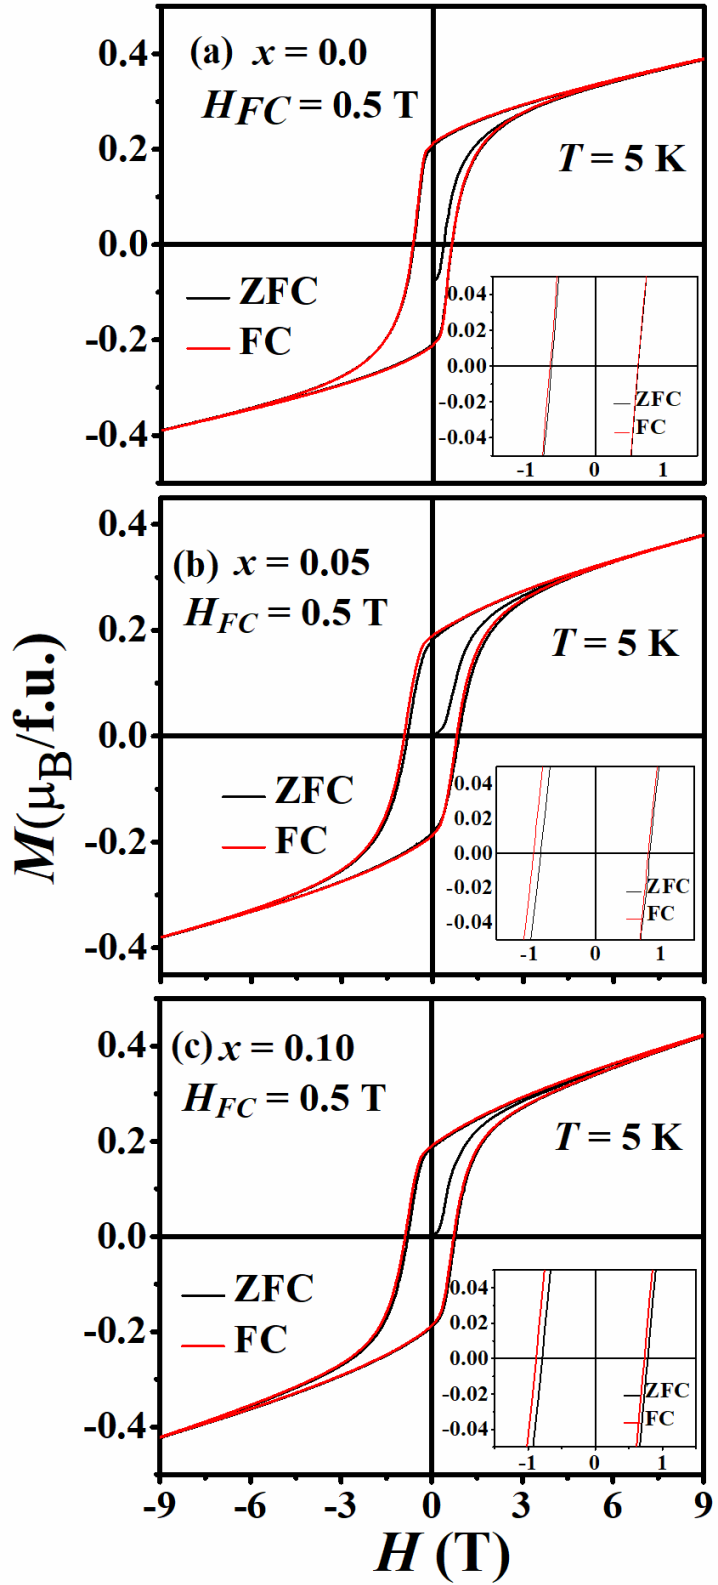 (a) x = 0.0
H_FC = 0.5 T
T = 5 K
0.4
0.2
0.0
-0.2
-0.4
ZFC
FC
0.04
0.02
0.00
-0.02
-0.04
ZFC
FC
-1 0 1
(b) x = 0.05
H_FC = 0.5 T
T = 5 K
0.4
0.2
0.0
-0.2
-0.4
ZFC
FC
0.04
0.02
0.00
-0.02
-0.04
ZFC
FC
-1 0 1
M(μ_B/f.u.)
(c) x = 0.10
H_FC = 0.5 T
T = 5 K
0.4
0.2
0.0
-0.2
-0.4
ZFC
FC
0.04
0.02
0.00
-0.02
-0.04
ZFC
FC
-1 0 1
-9 -6 -3 0 3 6 9
H (T)